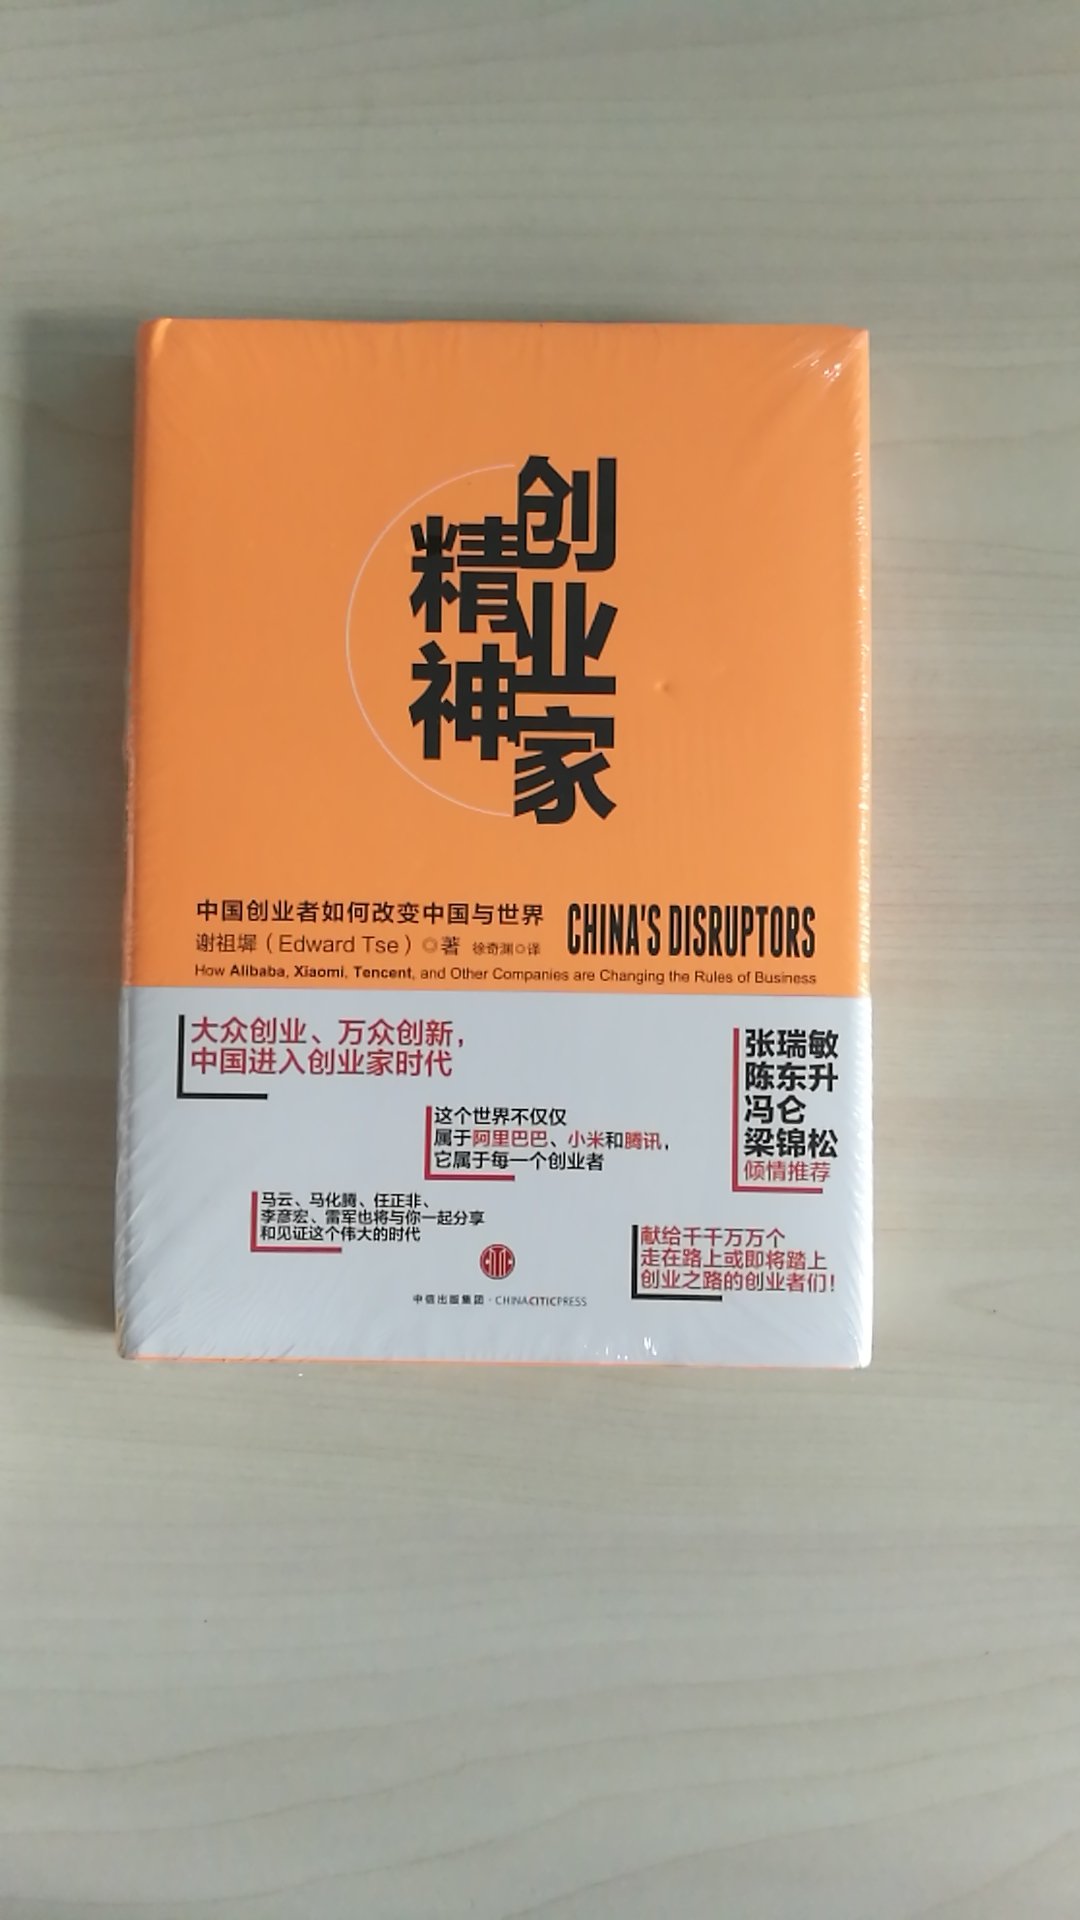 创业家
精神
中国创业者如何改变中国与世界
CHINA'S DISRUPTORS
谢祖墀（Edward Tse）◎著 徐奇渊◎译
How Alibaba, Xiaomi, Tencent, and Other Companies are Changing the Rules of Business
大众创业、万众创新，
中国进入创业家时代
张瑞敏
陈东升
冯仑
梁锦松
倾情推荐
这个世界不仅仅
属于阿里巴巴、小米和腾讯，
它属于每一个创业者
马云、马化腾、任正非、
李彦宏、雷军也将与你一起分享
和见证这个伟大的时代
献给千千万万个
走在路上或即将踏上
创业之路的创业者们！
中信出版集团·CHINACITICPRESS